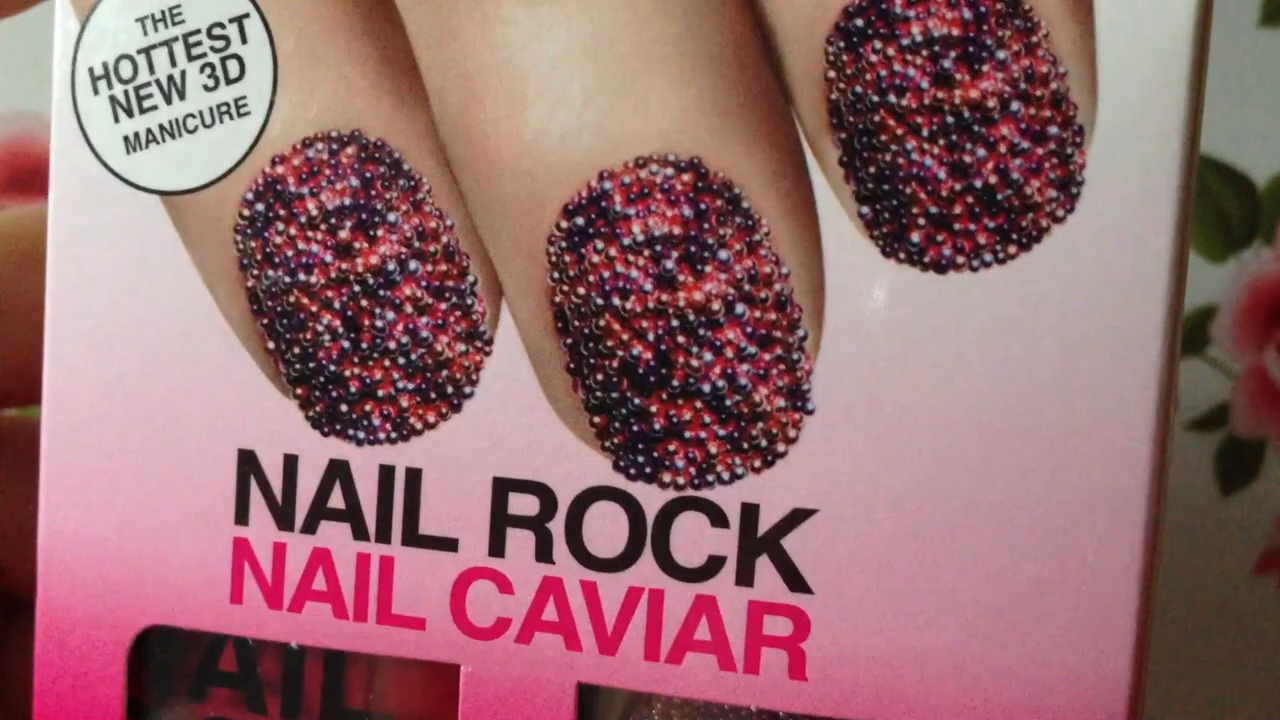 THE
HOTTEST
NEW 3D
MANICURE
NAIL ROCK
NAIL CAVIAR